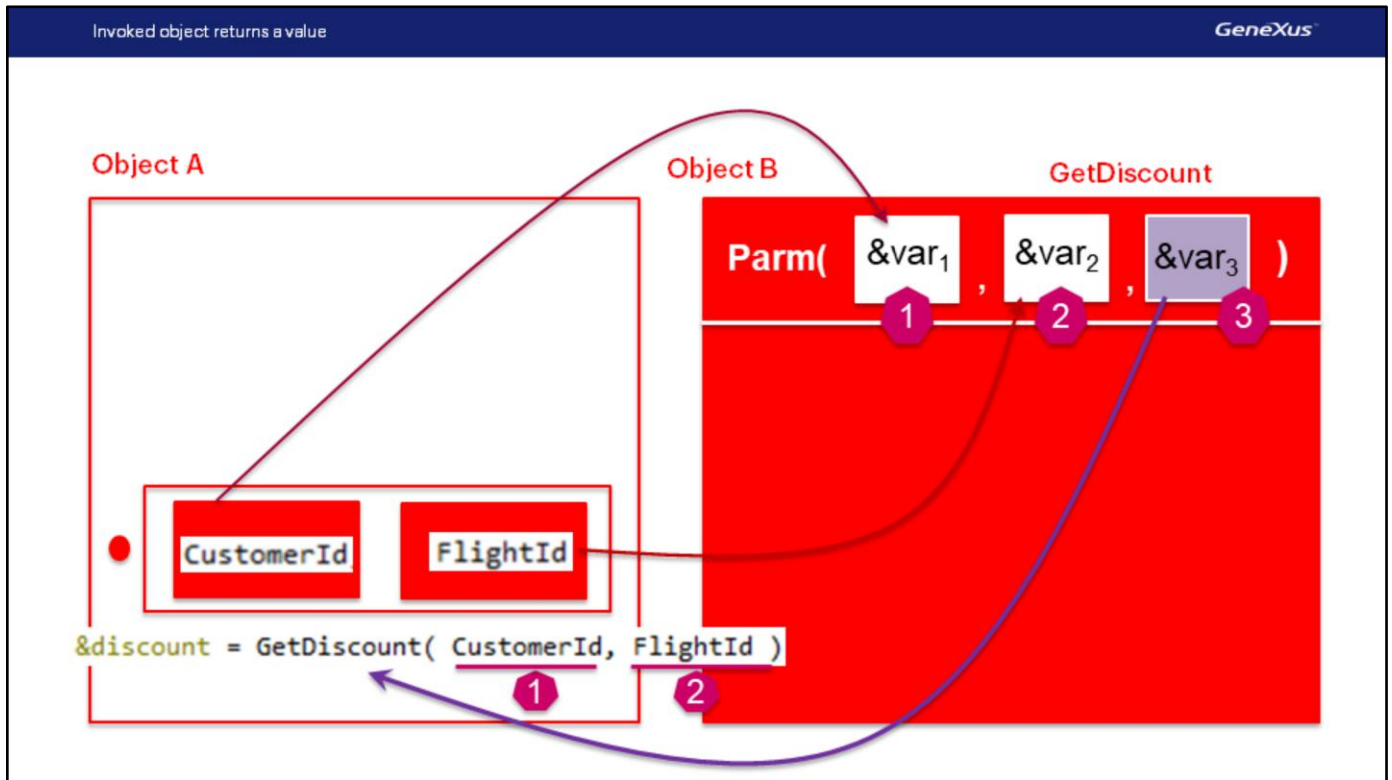 Invoked object returns a value
GeneXus™
Object A
Object B
GetDiscount
Parm( &var₁ , &var₂ , &var₃ )
1 2 3
CustomerId FlightId
&discount = GetDiscount( CustomerId, FlightId )
1 2